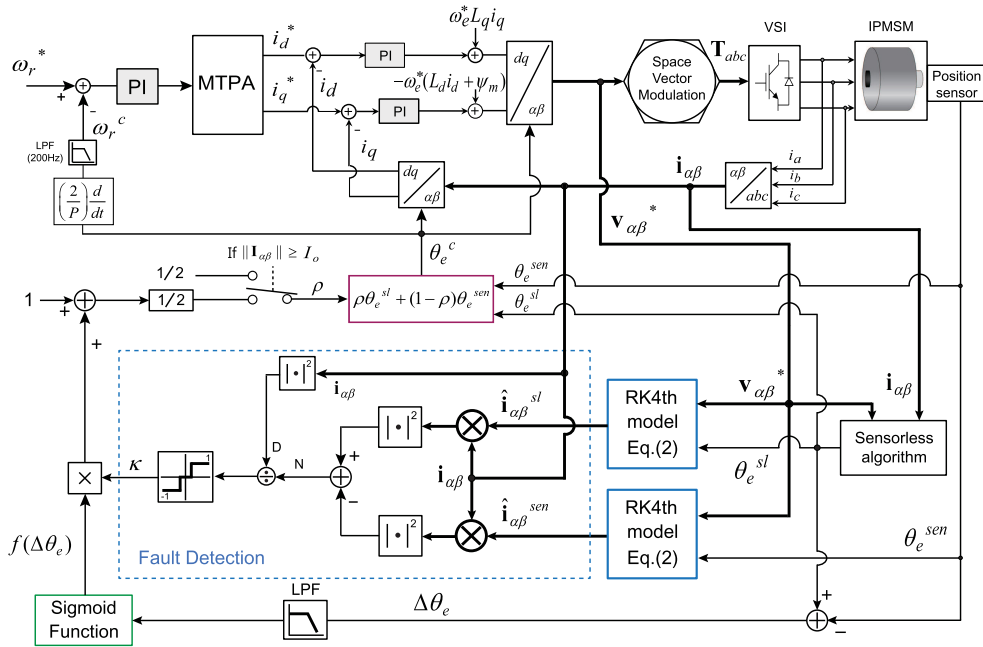 ω_r^*
+
−
PI
MTPA
i_d^*
i_q^*
−
i_d
−
i_q
PI
PI
ω_e^* L_q i_q
−ω_e^*(L_d i_d + ψ_m)
dq
αβ
Space
Vector
Modulation
T_abc
VSI
IPMSM
Position
sensor
ω_r^c
LPF
(200Hz)
(2/P) d/dt
dq
αβ
i_αβ
αβ
abc
i_a
i_b
i_c
v_αβ^*
θ_e^c
If ‖I_αβ‖ ≥ I_o
1/2
1
+
1/2
ρ
ρθ_e^sl + (1−ρ)θ_e^sen
θ_e^sen
θ_e^sl
+
|•|^2
i_αβ
î_αβ^sl
RK4th
model
Eq.(2)
v_αβ^*
i_αβ
Sensorless
algorithm
θ_e^sl
D
|•|^2
×
κ
1
-1
÷
N
+
−
i_αβ
î_αβ^sen
|•|^2
RK4th
model
Eq.(2)
θ_e^sen
f(Δθ_e)
Fault Detection
Sigmoid
Function
LPF
Δθ_e
+
−